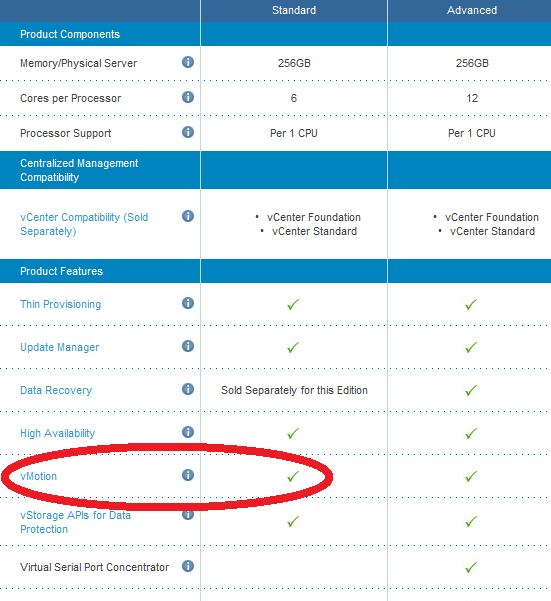 Standard Advanced
Product Components
Memory/Physical Server 256GB 256GB
Cores per Processor 6 12
Processor Support Per 1 CPU Per 1 CPU
Centralized Management
Compatibility
vCenter Compatibility (Sold
Separately)
• vCenter Foundation
• vCenter Standard
• vCenter Foundation
• vCenter Standard
Product Features
Thin Provisioning
Update Manager
Data Recovery Sold Separately for this Edition
High Availability
vMotion
vStorage APIs for Data
Protection
Virtual Serial Port Concentrator